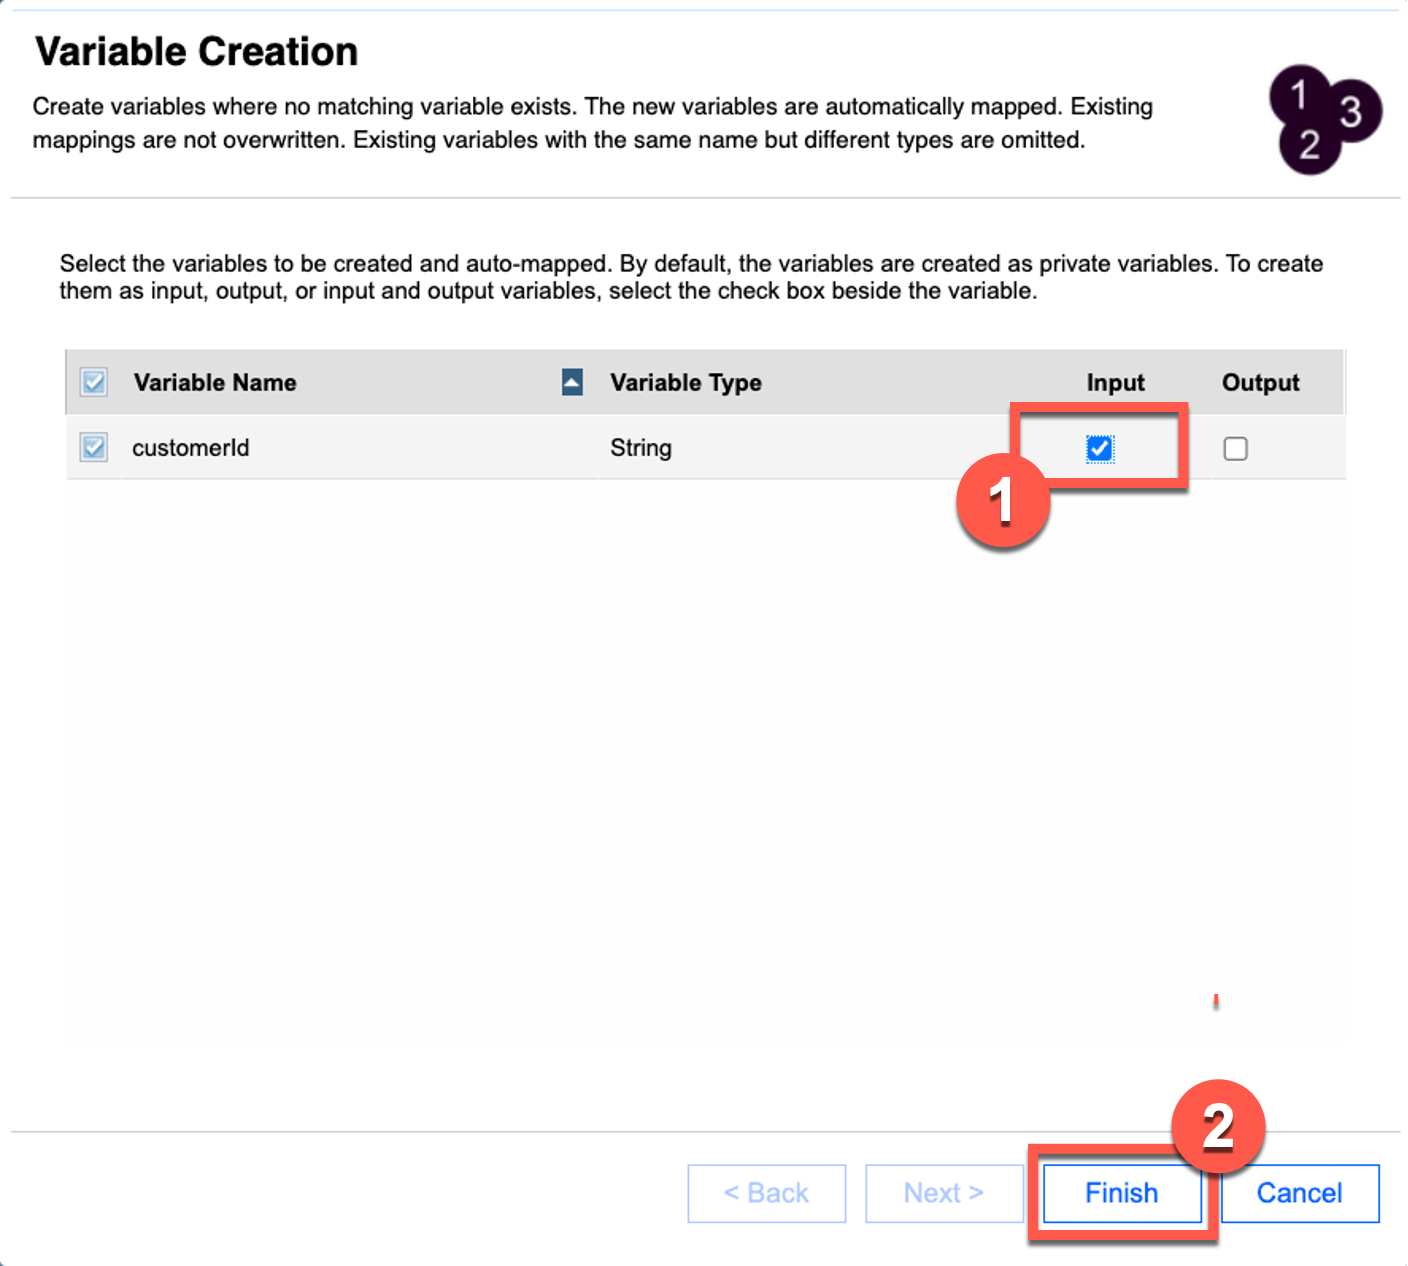 Variable Creation
Create variables where no matching variable exists. The new variables are automatically mapped. Existing
mappings are not overwritten. Existing variables with the same name but different types are omitted.
1 3
2
Select the variables to be created and auto-mapped. By default, the variables are created as private variables. To create
them as input, output, or input and output variables, select the check box beside the variable.
Variable Name Variable Type Input Output
customerId String
1
2
< Back Next > Finish Cancel